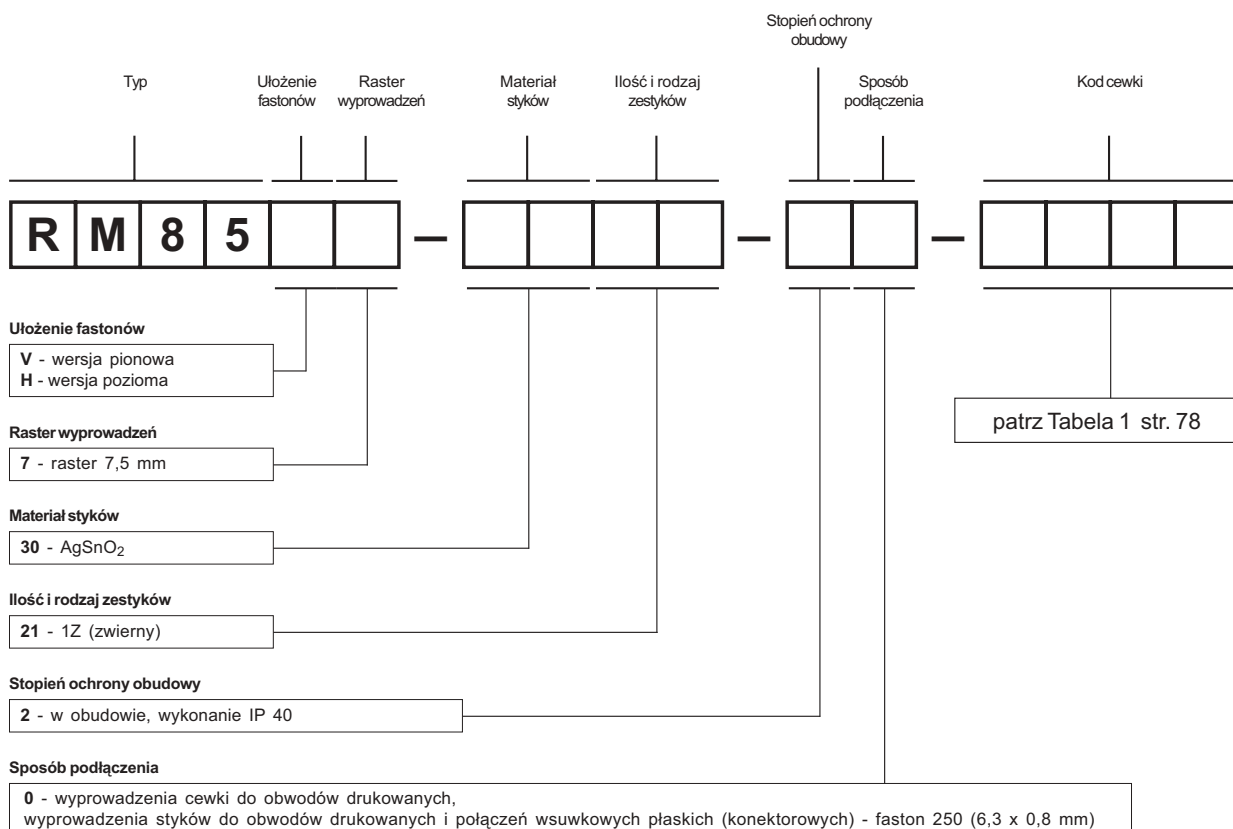 Stopień ochrony
obudowy
Typ
Ułożenie
fastonów
Raster
wyprowadzeń
Materiał
styków
Ilość i rodzaj
zestyków
Sposób
podłączenia
Kod cewki
R M 8 5 – – –
Ułożenie fastonów
V - wersja pionowa
H - wersja pozioma
patrz Tabela 1 str. 78
Raster wyprowadzeń
7 - raster 7,5 mm
Materiał styków
30 - AgSnO2
Ilość i rodzaj zestyków
21 - 1Z (zwierny)
Stopień ochrony obudowy
2 - w obudowie, wykonanie IP 40
Sposób podłączenia
0 - wyprowadzenia cewki do obwodów drukowanych,
wyprowadzenia styków do obwodów drukowanych i połączeń wsuwkowych płaskich (konektorowych) - faston 250 (6,3 x 0,8 mm)